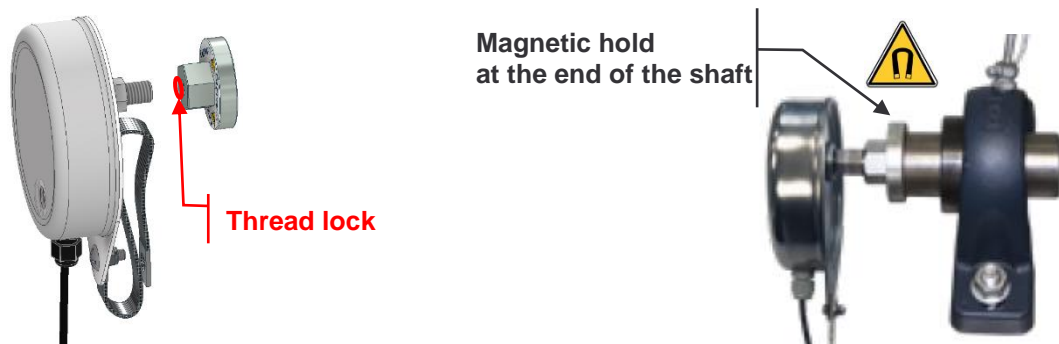 Magnetic hold
at the end of the shaft
Thread lock